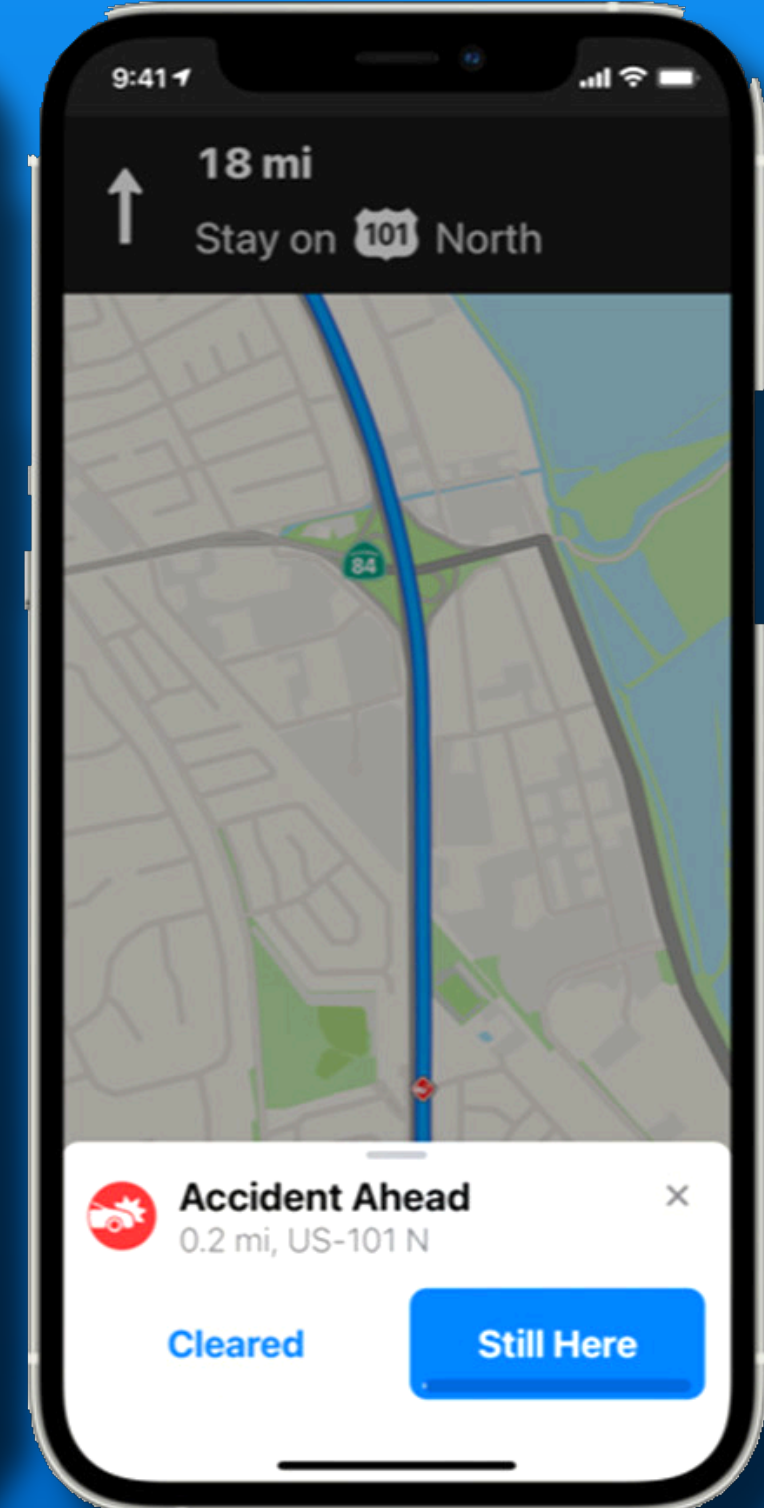 9:41
18 mi
Stay on 101 North
84
Accident Ahead
0.2 mi, US-101 N
Cleared
Still Here